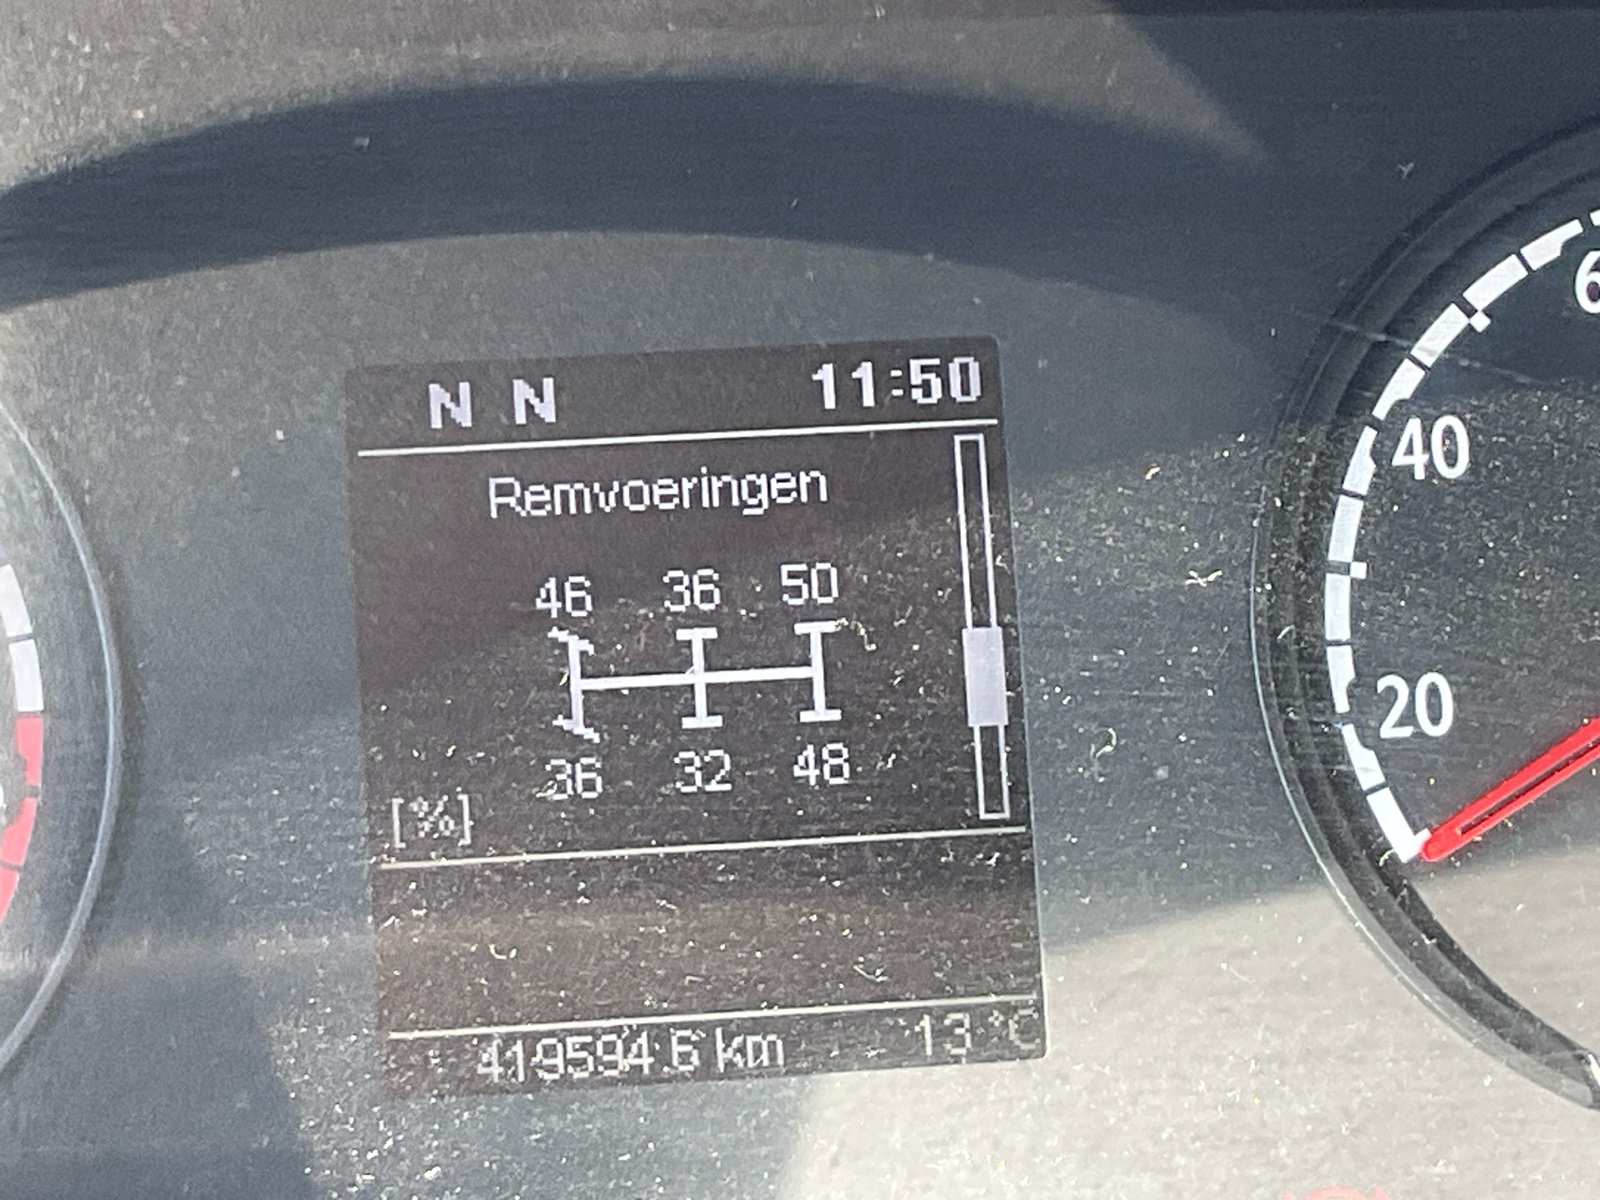 N N 11:50
Remvoeringen
46 36 50
36 32 48
[%]
419594.6 km 13 °C
20
40